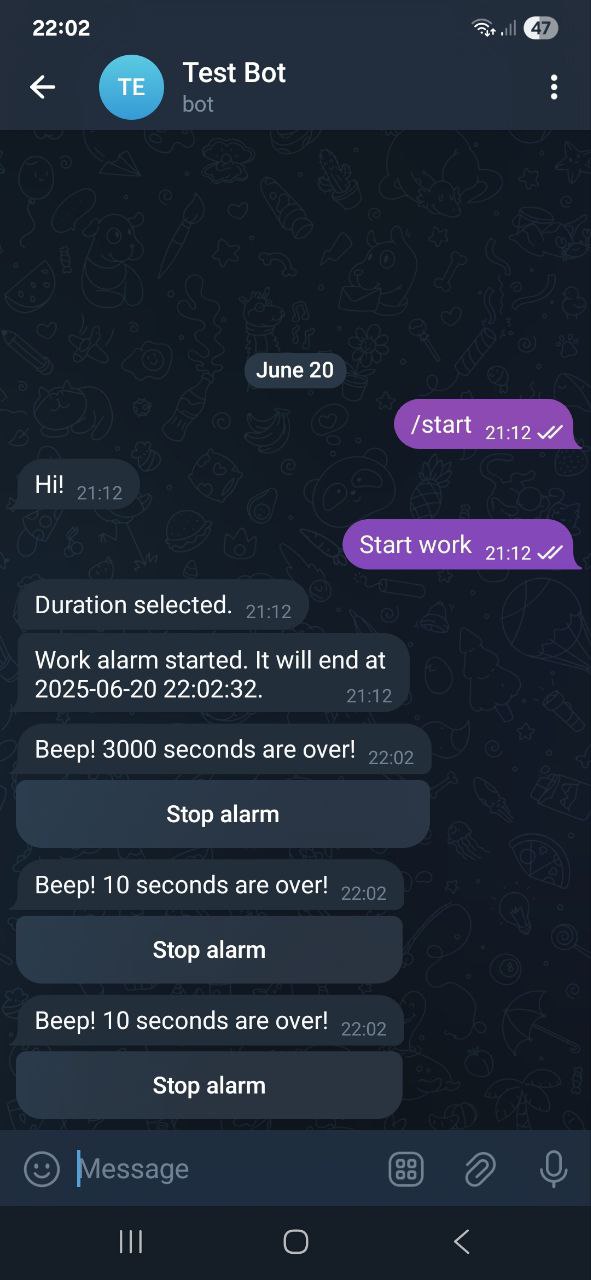 22:02
47
TE
Test Bot
bot
June 20
/start 21:12
Hi! 21:12
Start work 21:12
Duration selected. 21:12
Work alarm started. It will end at
2025-06-20 22:02:32. 21:12
Beep! 3000 seconds are over! 22:02
Stop alarm
Beep! 10 seconds are over! 22:02
Stop alarm
Beep! 10 seconds are over! 22:02
Stop alarm
Message